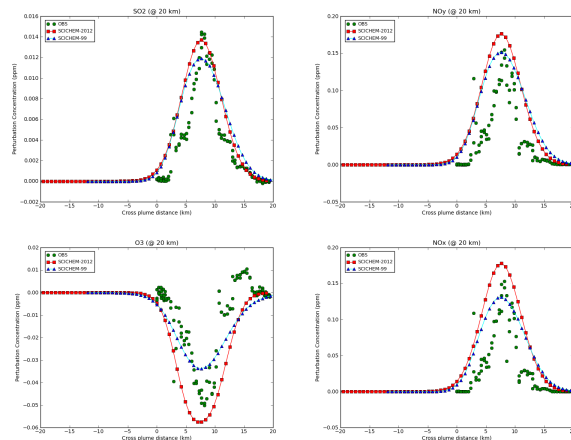 SO2 (@ 20 km)
0.016
0.014
0.012
0.010
0.008
0.006
0.004
0.002
0.000
−0.002
Perturbation Concentration (ppm)
OBS
SCICHEM-2012
SCICHEM-99
−20 −15 −10 −5 0 5 10 15 20
Cross plume distance (km)
NOy (@ 20 km)
0.20
0.15
0.10
0.05
0.00
−0.05
Perturbation Concentration (ppm)
OBS
SCICHEM-2012
SCICHEM-99
−20 −15 −10 −5 0 5 10 15 20
Cross plume distance (km)
O3 (@ 20 km)
0.02
0.01
0.00
−0.01
−0.02
−0.03
−0.04
−0.05
−0.06
Perturbation Concentration (ppm)
OBS
SCICHEM-2012
SCICHEM-99
−20 −15 −10 −5 0 5 10 15 20
Cross plume distance (km)
NOx (@ 20 km)
0.20
0.15
0.10
0.05
0.00
−0.05
Perturbation Concentration (ppm)
OBS
SCICHEM-2012
SCICHEM-99
−20 −15 −10 −5 0 5 10 15 20
Cross plume distance (km)